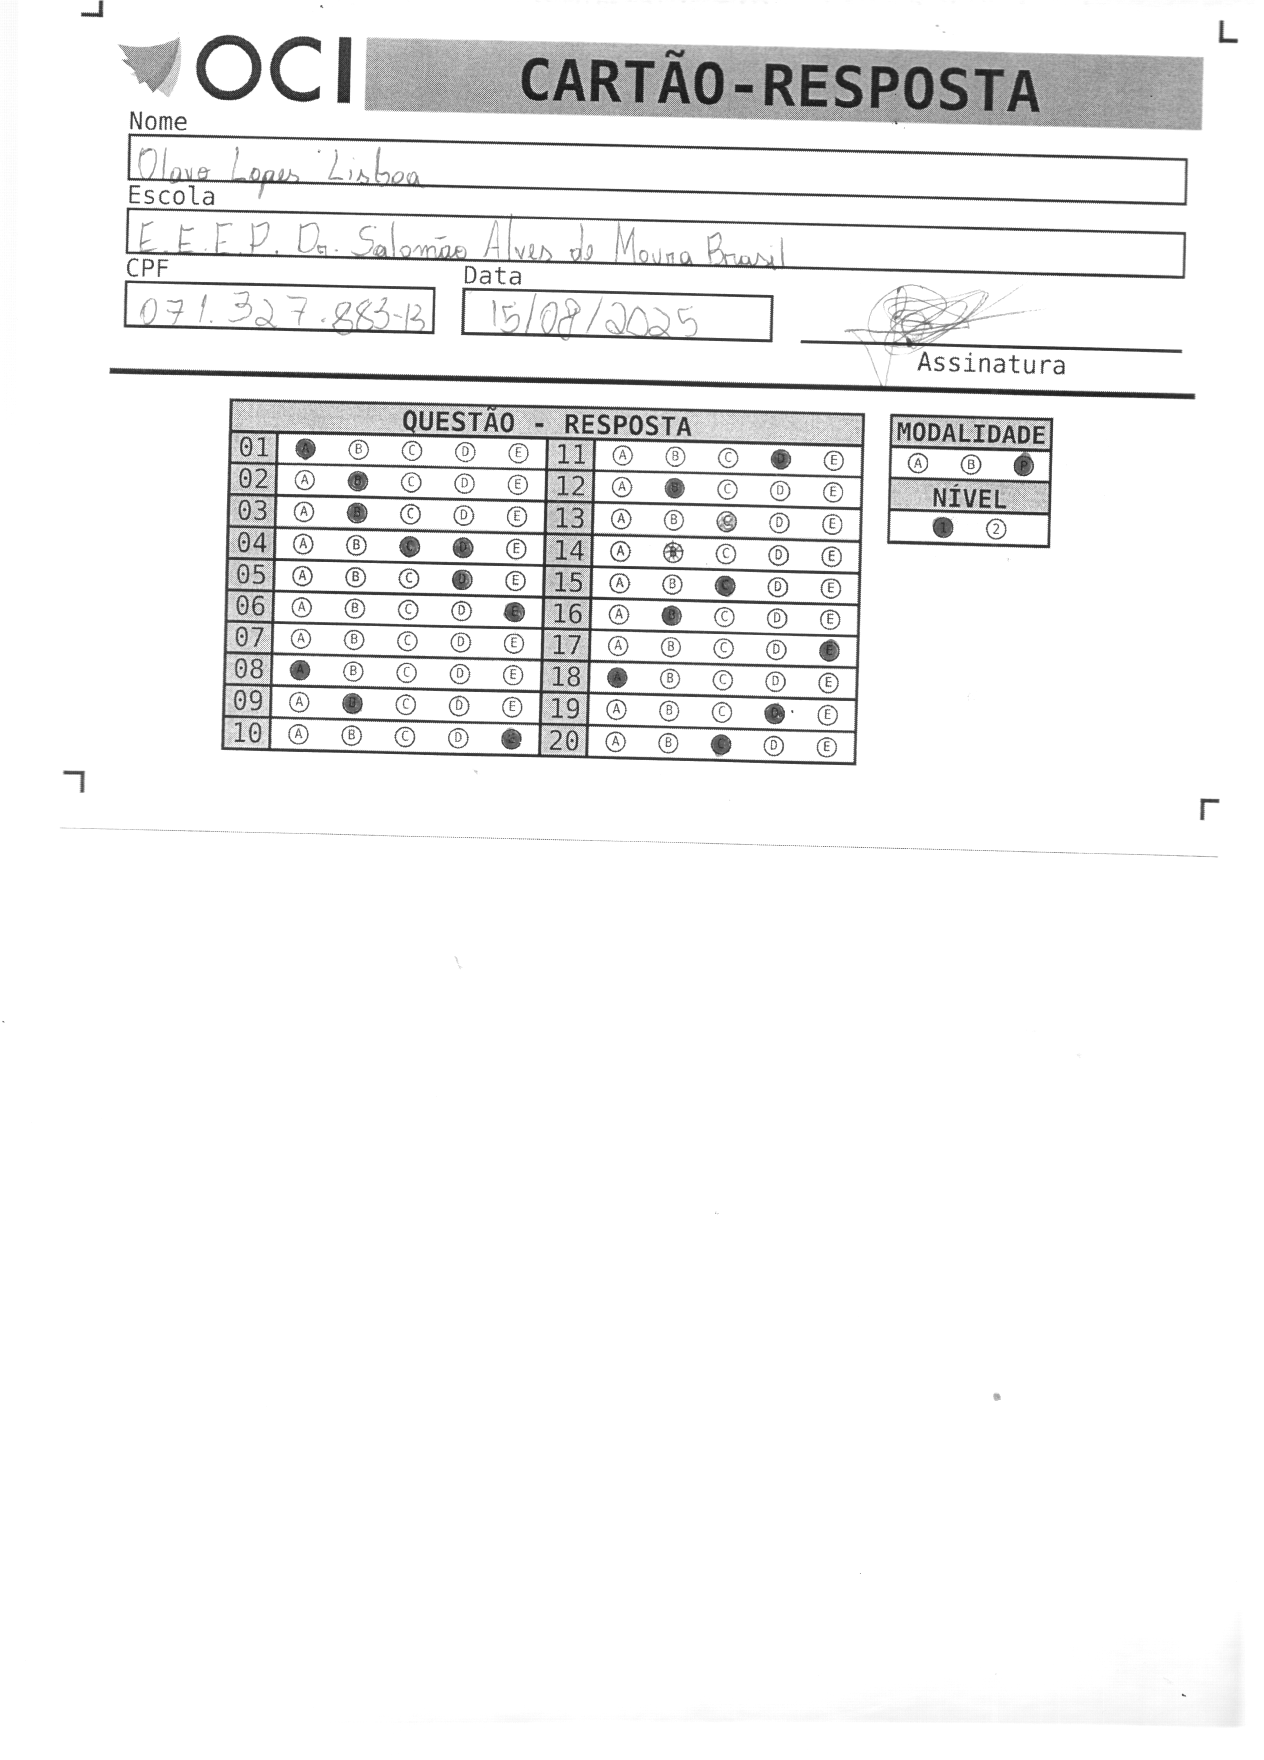 OCI CARTÃO-RESPOSTA
Nome
Olavo Lopes Lisboa
Escola
E.E.E.P. Dr. Salomão Alves de Moura Brasil
CPF Data
071.327.883-13 15/08/2025
Assinatura
QUESTÃO - RESPOSTA MODALIDADE
01 A B C D E 11 A B C D E A B P
02 A B C D E 12 A B C D E NÍVEL
03 A B C D E 13 A B C D E 1 2
04 A B C D E 14 A B C D E
05 A B C D E 15 A B C D E
06 A B C D E 16 A B C D E
07 A B C D E 17 A B C D E
08 A B C D E 18 A B C D E
09 A B C D E 19 A B C D E
10 A B C D E 20 A B C D E